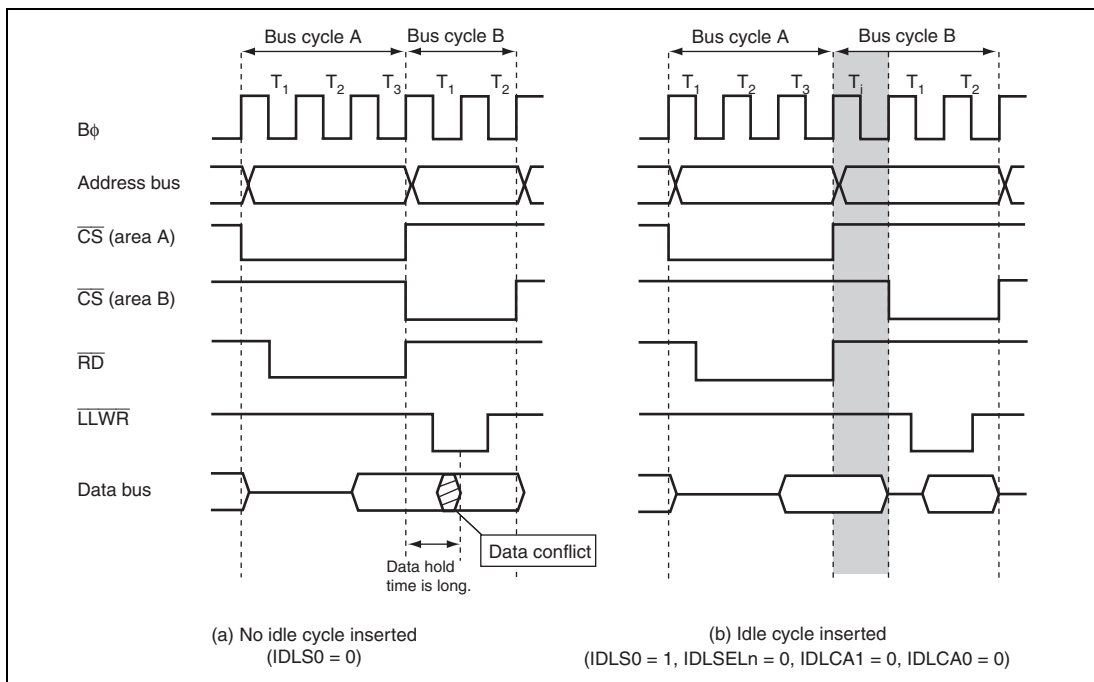 Bus cycle A Bus cycle B
T1 T2 T3 T1 T2
Bus cycle A Bus cycle B
T1 T2 T3 Ti T1 T2
Bφ
Address bus
CS (area A)
CS (area B)
RD
LLWR
Data bus
Data conflict
Data hold
time is long.
(a) No idle cycle inserted
(IDLS0 = 0)
(b) Idle cycle inserted
(IDLS0 = 1, IDLSELn = 0, IDLCA1 = 0, IDLCA0 = 0)